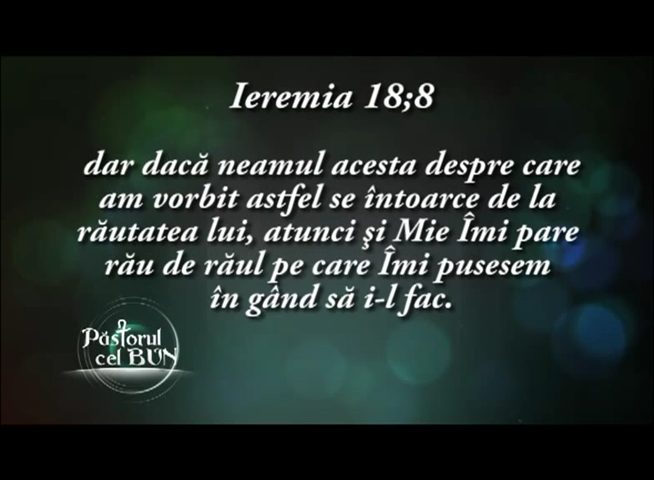 Ieremia 18;8
dar dacă neamul acesta despre care
am vorbit astfel se întoarce de la
răutatea lui, atunci şi Mie Îmi pare
rău de răul pe care Îmi pusesem
în gând să i-l fac.
Păstorul
cel BUN